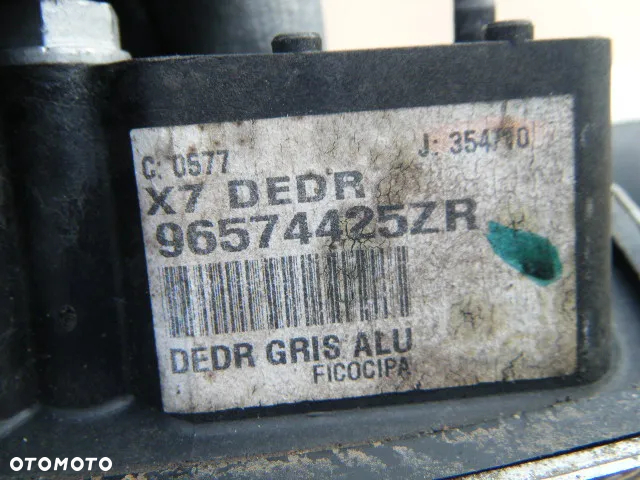 C: 0577 J: 354/10
X7 DEDR
96574425ZR
DEDR GRIS ALU
FICOCIPA
OTOMOTO